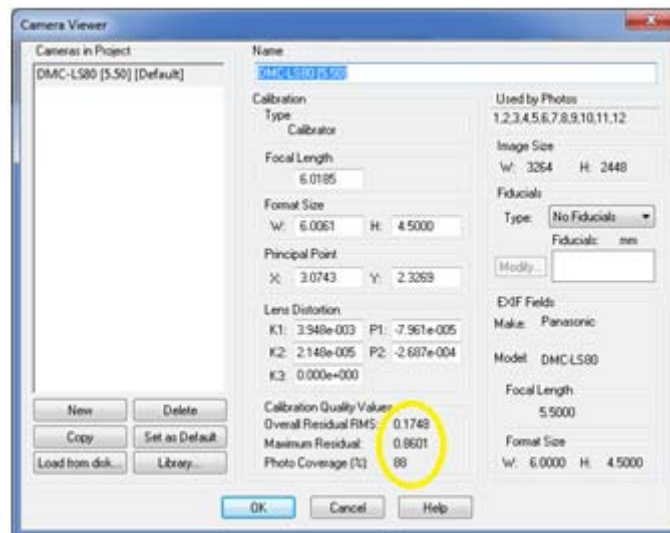 Camera Viewer
Cameras in Project
DMC-LS80 [5.50] [Default]
New
Delete
Copy
Set as Default
Load from disk...
Library...
Name
DMC-LS80 [5.50]
Calibration
Type
Calibrator
Focal Length
6.0185
Format Size
W: 6.0061 H: 4.5000
Principal Point
X: 3.0743 Y: 2.3269
Lens Distortion
K1: 3.948e-003 P1: -7.961e-005
K2: 2.148e-005 P2: -2.687e-004
K3: 0.000e+000
Calibration Quality Values
Overall Residual RMS: 0.1748
Maximum Residual: 0.8601
Photo Coverage (%): 88
Used by Photos
1,2,3,4,5,6,7,8,9,10,11,12
Image Size
W: 3264 H: 2448
Fiducials
Type: No Fiducials
Fiducials: mm
Modify...
EXIF Fields
Make: Panasonic
Model: DMC-LS80
Focal Length
5.5000
Format Size
W: 6.0000 H: 4.5000
OK
Cancel
Help